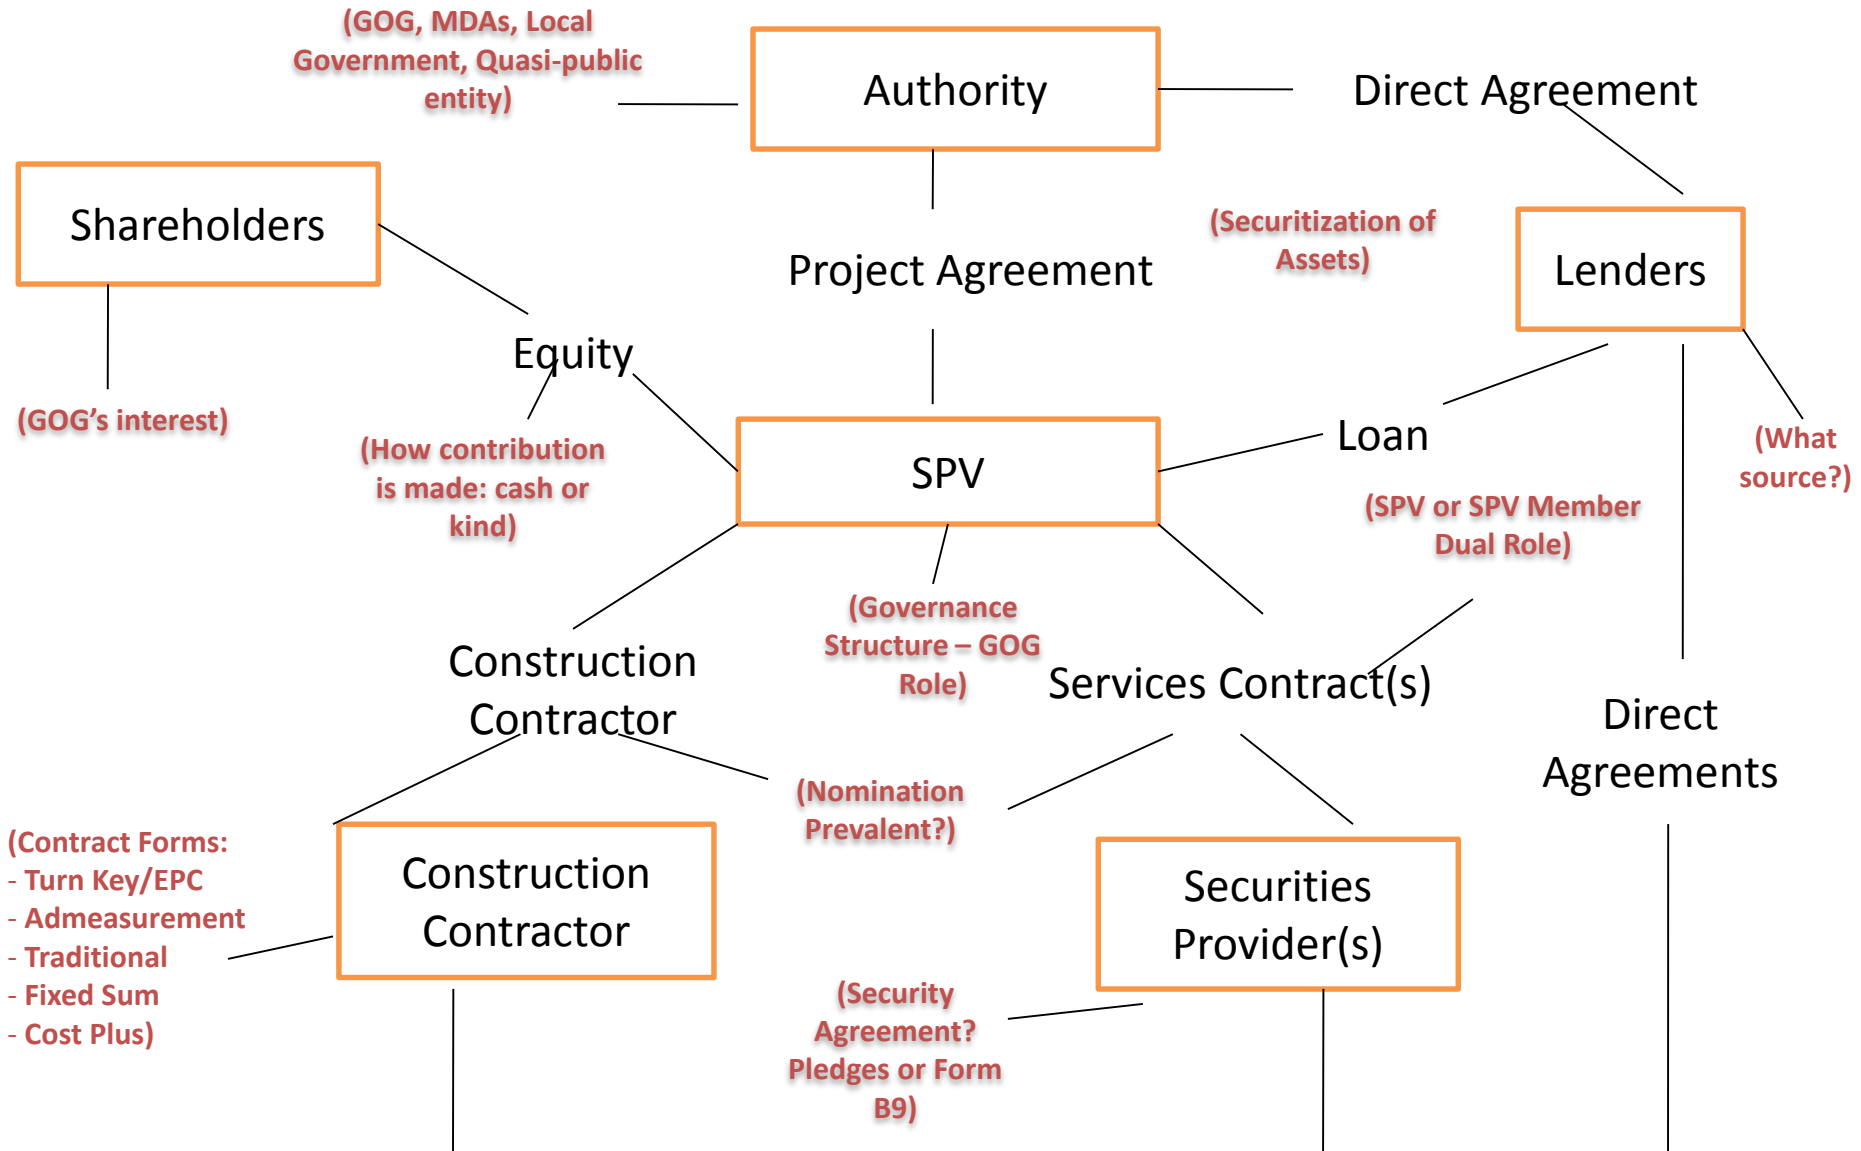 (GOG, MDAs, Local
Government, Quasi-public
entity)
Authority
Direct Agreement
Shareholders
(Securitization of
Assets)
Lenders
Project Agreement
Equity
(GOG’s interest)
(How contribution
is made: cash or
kind)
SPV
Loan
(What
source?)
(SPV or SPV Member
Dual Role)
(Governance
Structure – GOG
Role)
Construction
Contractor
Services Contract(s)
Direct
Agreements
(Nomination
Prevalent?)
(Contract Forms:
- Turn Key/EPC
- Admeasurement
- Traditional
- Fixed Sum
- Cost Plus)
Construction
Contractor
Securities
Provider(s)
(Security
Agreement?
Pledges or Form
B9)